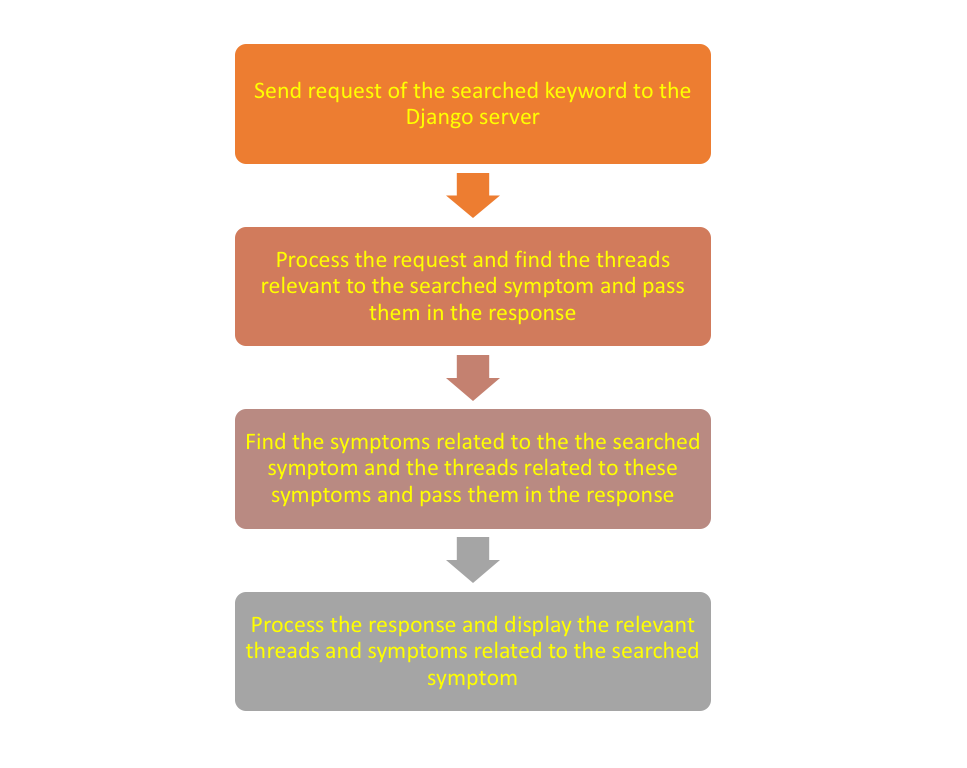 Send request of the searched keyword to the
Django server
Process the request and find the threads
relevant to the searched symptom and pass
them in the response
Find the symptoms related to the the searched
symptom and the threads related to these
symptoms and pass them in the response
Process the response and display the relevant
threads and symptoms related to the searched
symptom